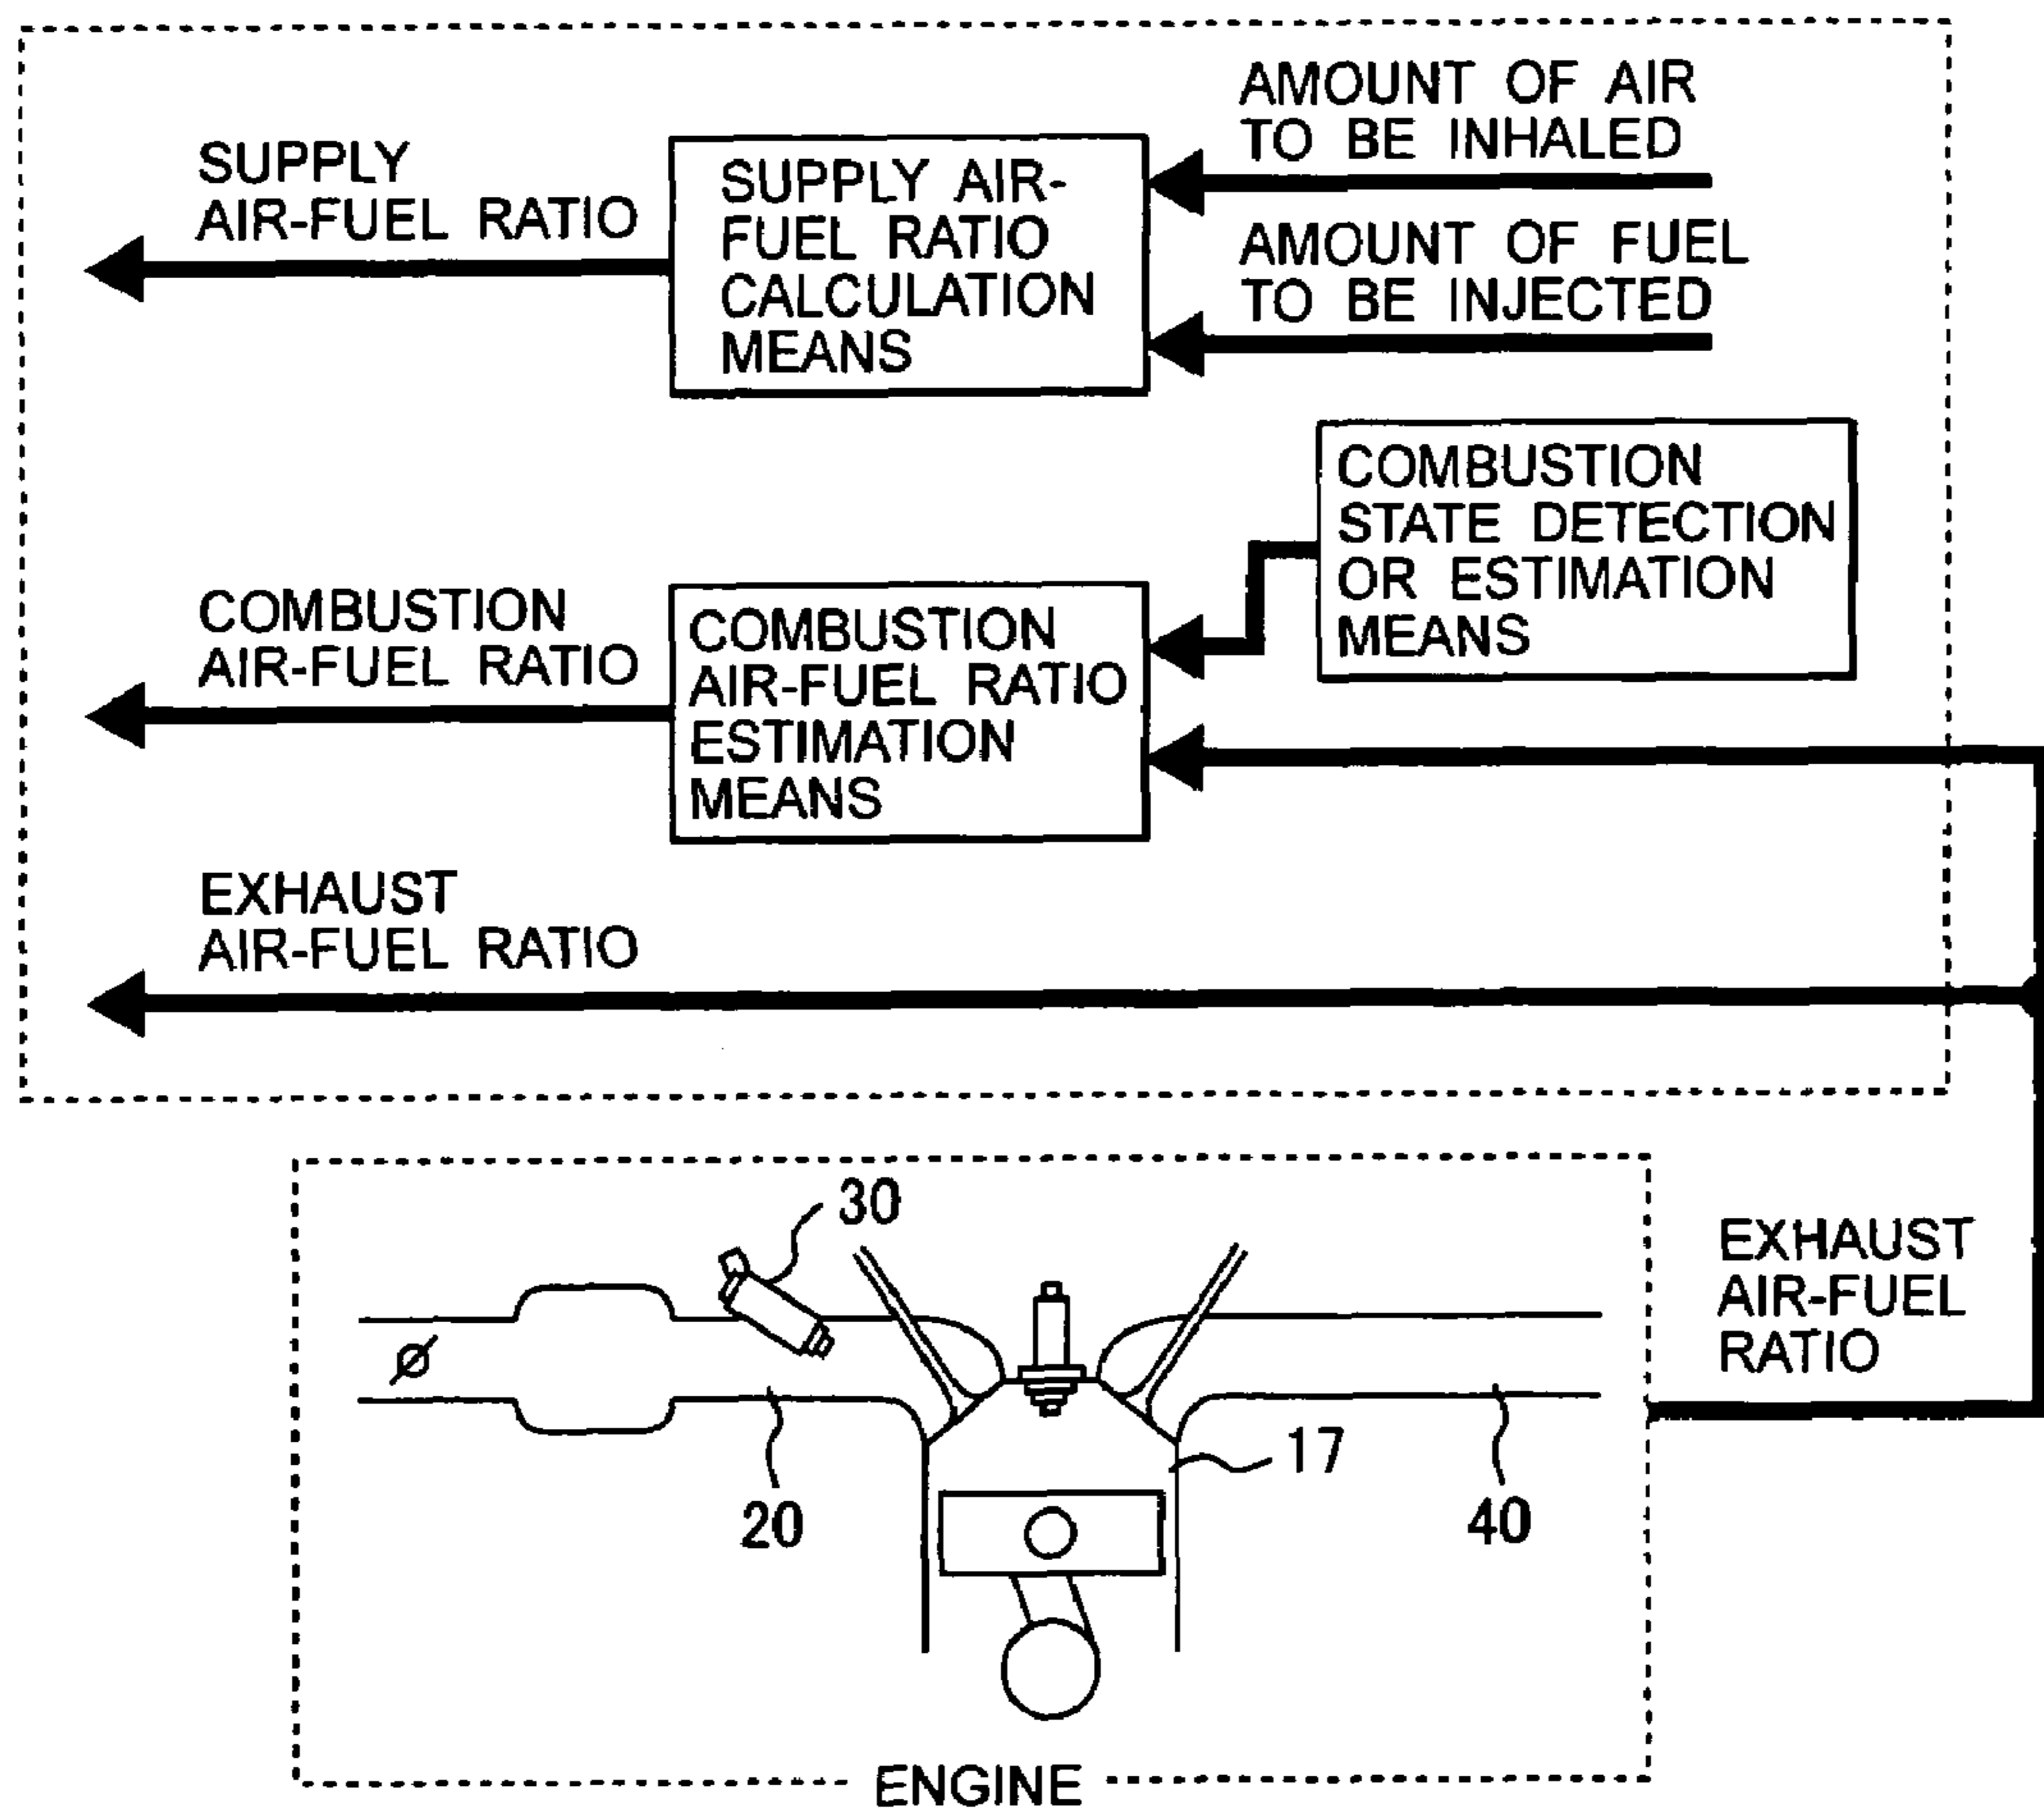 AMOUNT OF AIR
TO BE INHALED
SUPPLY
AIR-FUEL RATIO
SUPPLY AIR-
FUEL RATIO
CALCULATION
MEANS
AMOUNT OF FUEL
TO BE INJECTED
COMBUSTION
STATE DETECTION
OR ESTIMATION
MEANS
COMBUSTION
AIR-FUEL RATIO
COMBUSTION
AIR-FUEL RATIO
ESTIMATION
MEANS
EXHAUST
AIR-FUEL RATIO
30
EXHAUST
AIR-FUEL
RATIO
17
20
40
ENGINE